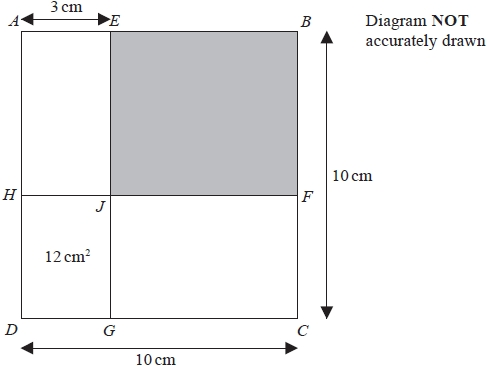 3 cm
A E B
Diagram NOT
accurately drawn
10 cm
H J F
12 cm²
D G C
10 cm